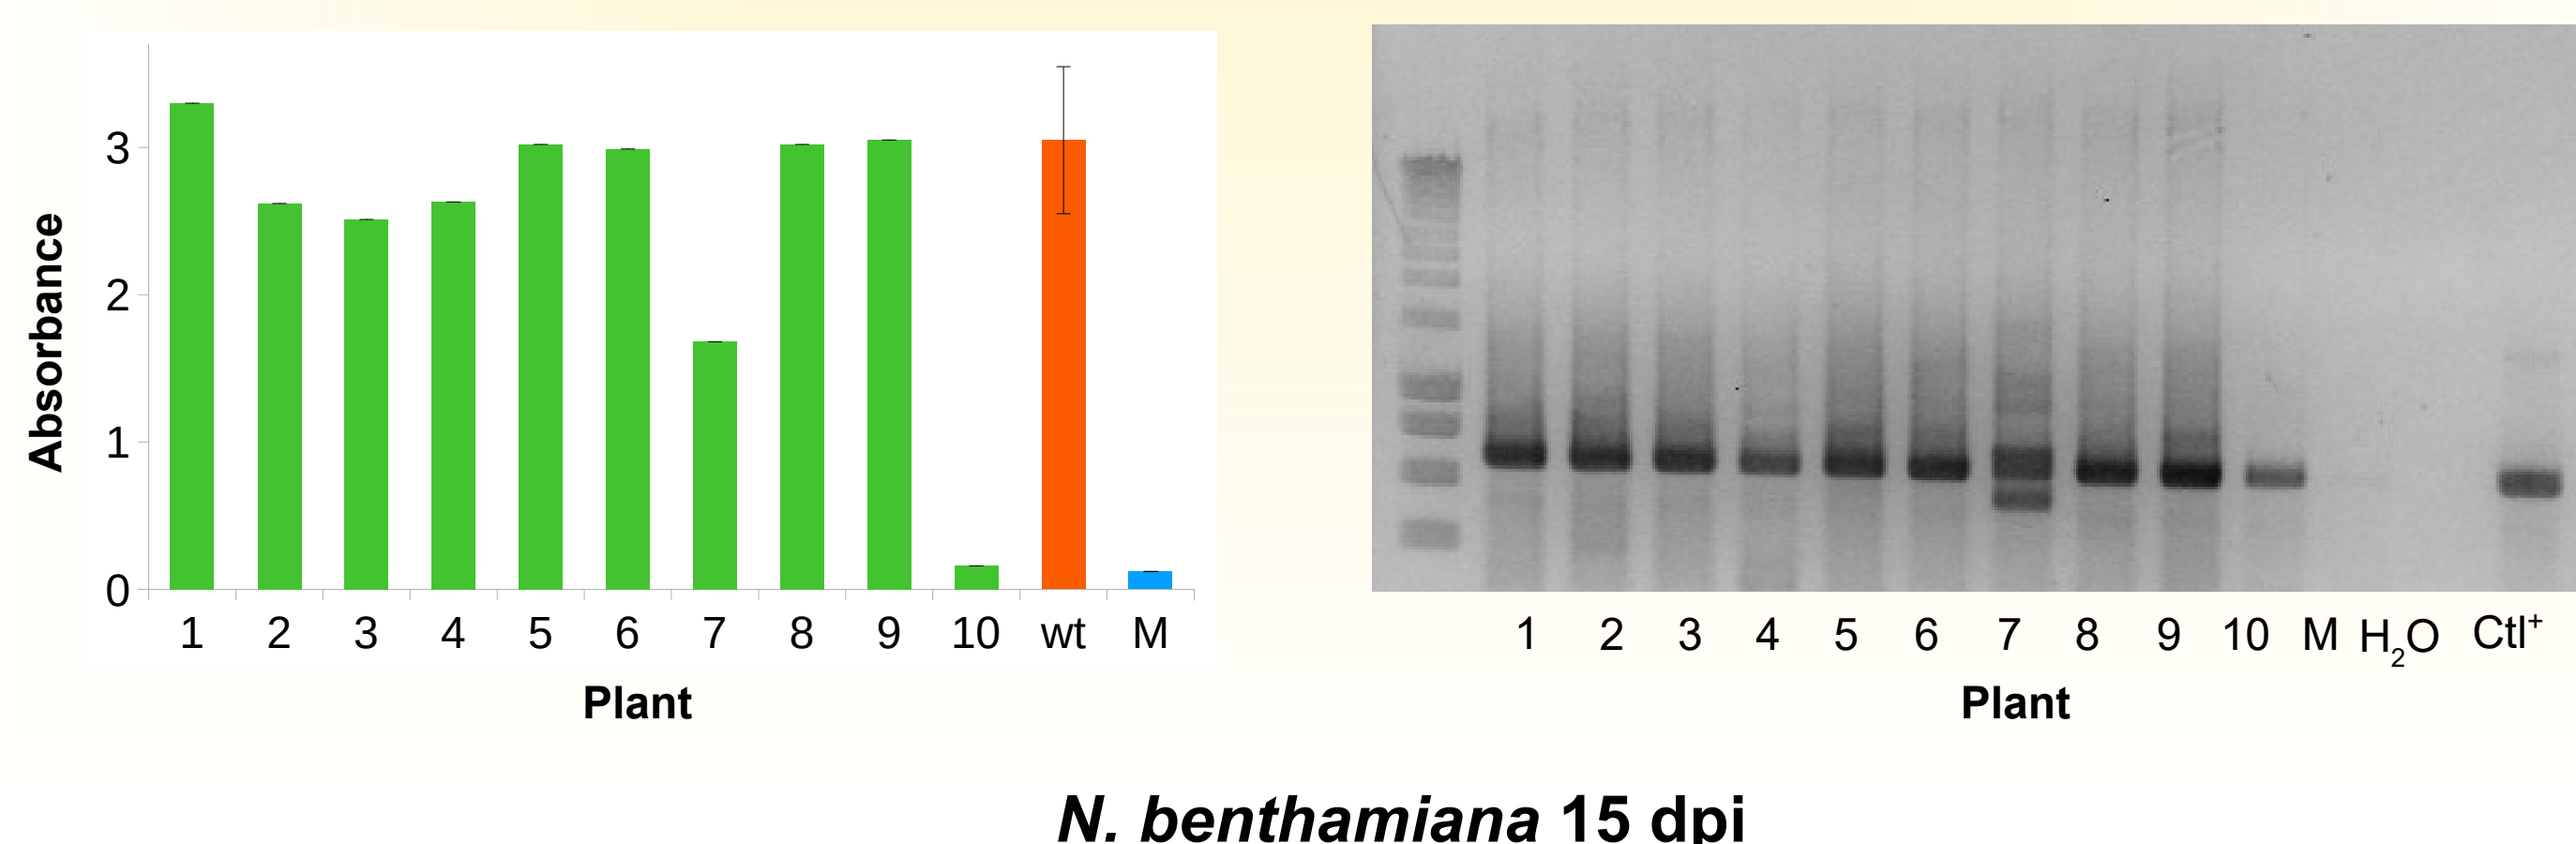 Absorbance
3
2
1
0
1 2 3 4 5 6 7 8 9 10 wt M
Plant
1 2 3 4 5 6 7 8 9 10 M H₂O Ctl⁺
Plant
N. benthamiana 15 dpi